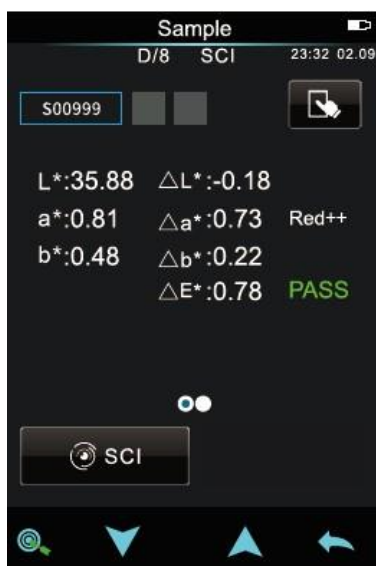 Sample
D/8 SCI 23:32 02.09
S00999
L*:35.88 △L*:-0.18
a*:0.81 △a*:0.73 Red++
b*:0.48 △b*:0.22
△E*:0.78 PASS
SCI